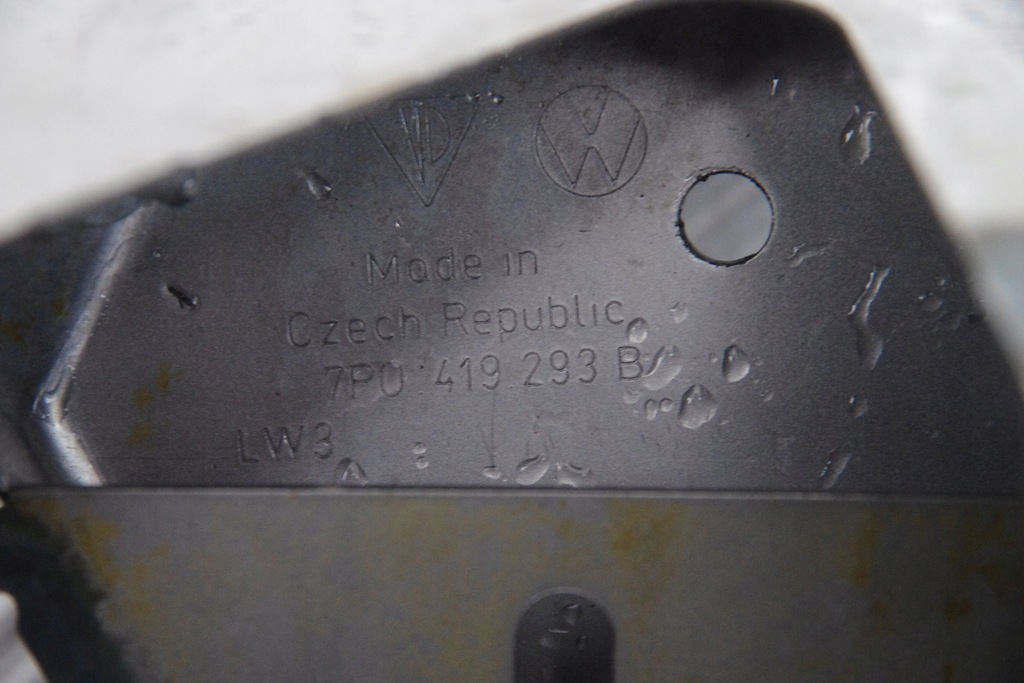 Made in
Czech Republic
7P0 419 293 B
LW3